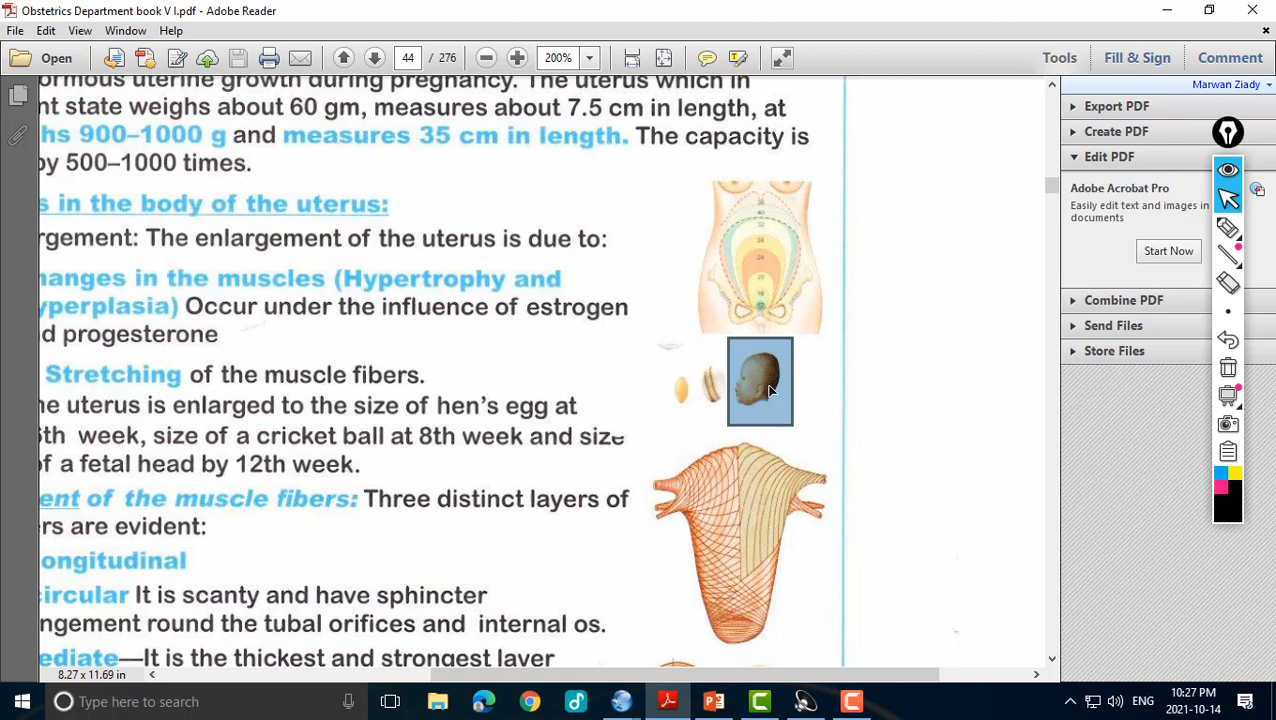 Obstetrics Department book V I.pdf - Adobe Reader
File Edit View Window Help
Open 44 / 276 200% Tools Fill & Sign Comment
ormous uterine growth during pregnancy. The uterus which in
nt state weighs about 60 gm, measures about 7.5 cm in length, at
hs 900–1000 g and measures 35 cm in length. The capacity is
by 500–1000 times.
s in the body of the uterus:
rgement: The enlargement of the uterus is due to:
hanges in the muscles (Hypertrophy and
yperplasia) Occur under the influence of estrogen
d progesterone
Stretching of the muscle fibers.
he uterus is enlarged to the size of hen's egg at
6th week, size of a cricket ball at 8th week and size
of a fetal head by 12th week.
ent of the muscle fibers: Three distinct layers of
ers are evident:
ongitudinal
circular It is scanty and have sphincter
ngement round the tubal orifices and internal os.
ediate—It is the thickest and strongest layer
36
40
32
28
24
20
16
Marwan Ziady
Export PDF
Create PDF
Edit PDF
Adobe Acrobat Pro
Easily edit text and images in
documents
Start Now
Combine PDF
Send Files
Store Files
8.27 x 11.69 in
Type here to search
ENG
10:27 PM
2021-10-14